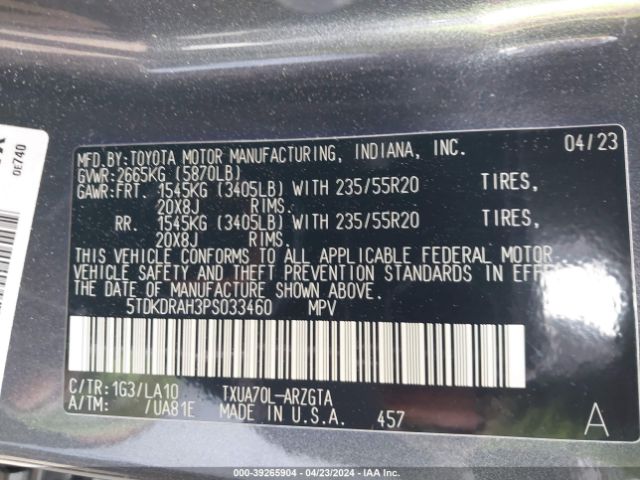 0E740
MFD.BY:TOYOTA MOTOR MANUFACTURING, INDIANA, INC. 04/23
GVWR:2665KG (5870LB)
GAWR:FRT. 1545KG (3405LB) WITH 235/55R20 TIRES,
20X8J RIMS.
RR. 1545KG (3405LB) WITH 235/55R20 TIRES,
20X8J RIMS.
THIS VEHICLE CONFORMS TO ALL APPLICABLE FEDERAL MOTOR
VEHICLE SAFETY AND THEFT PREVENTION STANDARDS IN EFFE
THE DATE OF MANUFACTURE SHOWN ABOVE.
5TDKDRAH3PS033460 MPV
C/TR:1G3/LA10 TXUA70L-ARZGTA
A/TM: /UA81E MADE IN U.S.A. 457 A
000-39265904 - 04/23/2024 - IAA Inc.